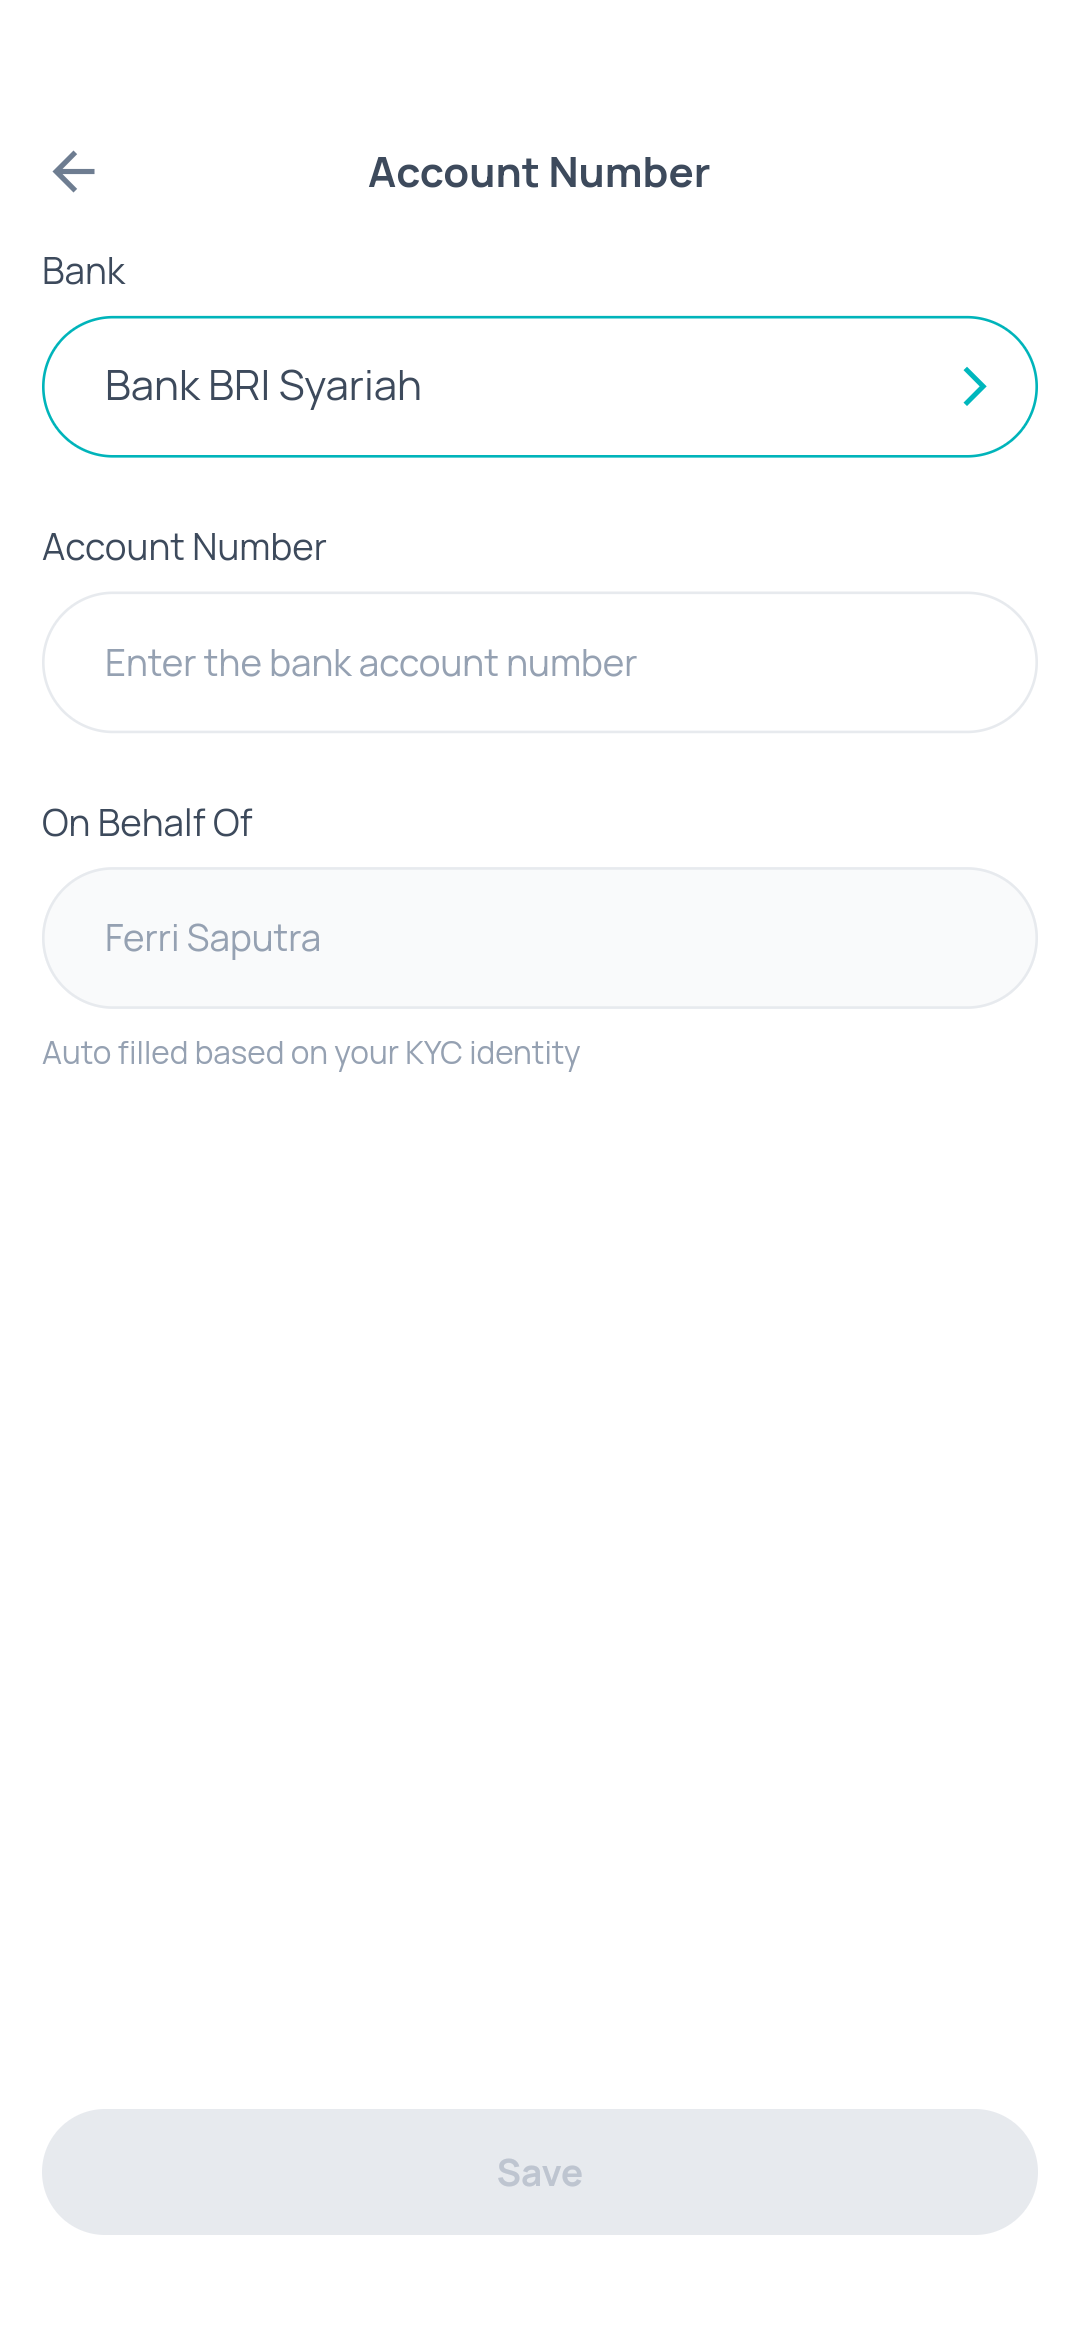 Account Number
Bank
Bank BRI Syariah
Account Number
Enter the bank account number
On Behalf Of
Ferri Saputra
Auto filled based on your KYC identity
Save